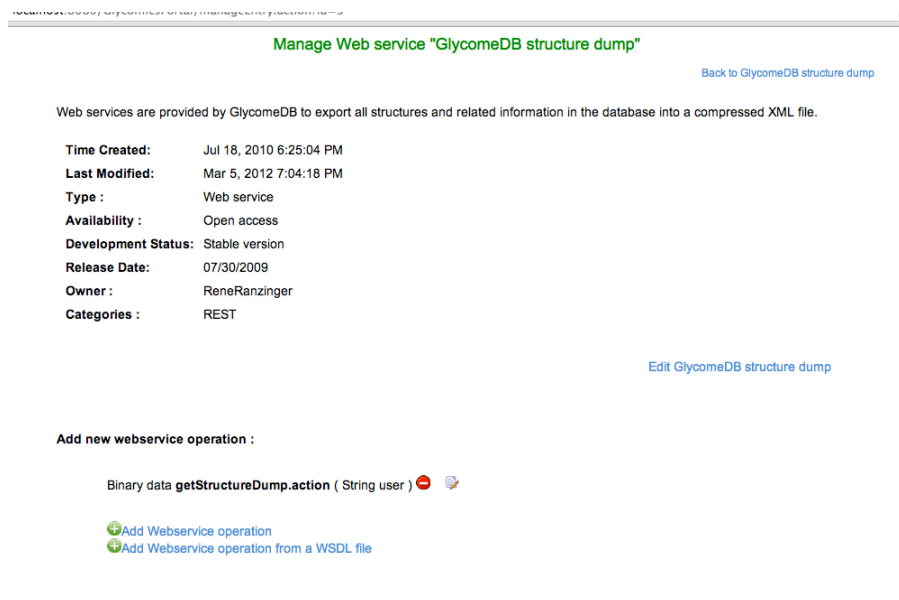 Manage Web service "GlycomeDB structure dump"
Back to GlycomeDB structure dump
Web services are provided by GlycomeDB to export all structures and related information in the database into a compressed XML file.
Time Created: Jul 18, 2010 6:25:04 PM
Last Modified: Mar 5, 2012 7:04:18 PM
Type : Web service
Availability : Open access
Development Status: Stable version
Release Date: 07/30/2009
Owner : ReneRanzinger
Categories : REST
Edit GlycomeDB structure dump
Add new webservice operation :
Binary data getStructureDump.action ( String user )
Add Webservice operation
Add Webservice operation from a WSDL file